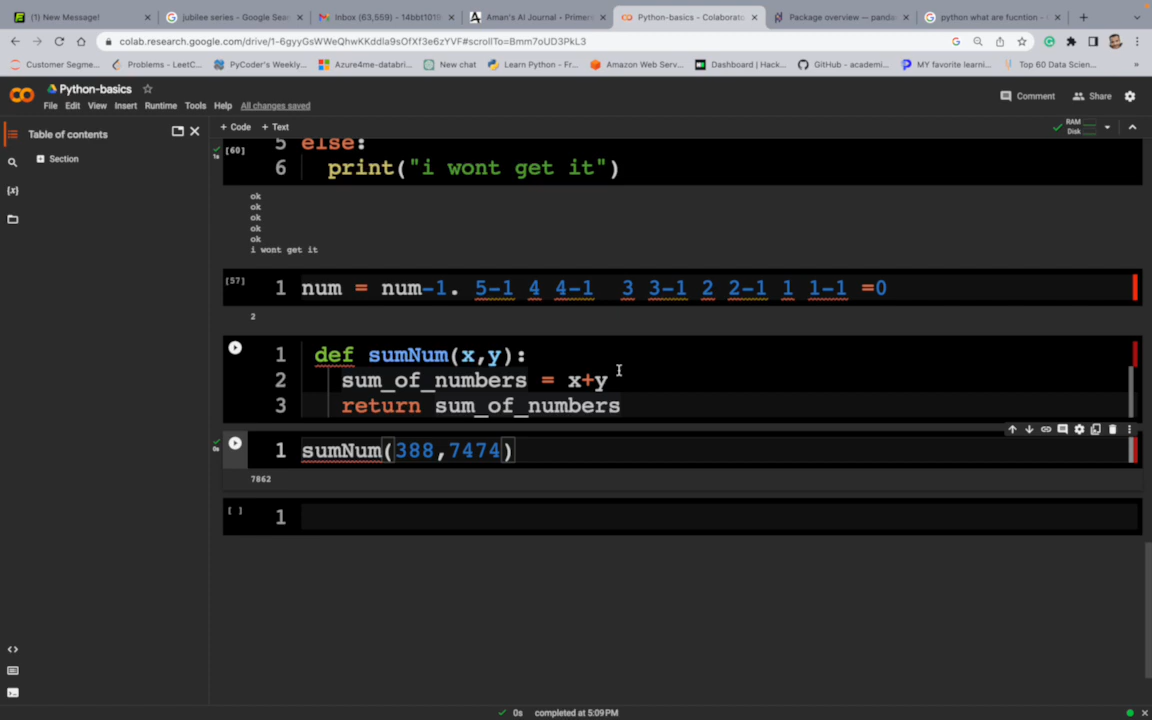 (1) New Message!
jubilee series - Google Sea
Inbox (63,559) - 14bbt101
Aman's AI Journal • Primers
Python-basics - Colaborato
Package overview — panda
python what are fucntion -
colab.research.google.com/drive/1-6gyyGsWWeQhwKKddla9sOfXf3e6zYVF#scrollTo=Bmm7oUD3PkL3
Customer Segme...
Problems - LeetC...
PyCoder's Weekly...
Azure4me-databri...
New chat
Learn Python - Fr...
Amazon Web Serv...
Dashboard | Hack...
GitHub - academi...
MY favorite learni...
Top 60 Data Scien...
»
Python-basics
File Edit View Insert Runtime Tools Help All changes saved
Comment
Share
Table of contents
Section
+ Code + Text
RAM
Disk
[60]
1s
5 else:
6 print("i wont get it")
ok
ok
ok
ok
ok
i wont get it
[57]
1 num = num-1. 5-1 4 4-1 3 3-1 2 2-1 1 1-1 =0
2
1 def sumNum(x,y):
2 sum_of_numbers = x+y
3 return sum_of_numbers
0s
1 sumNum(388,7474)
7862
[ ] 1
0s completed at 5:09 PM